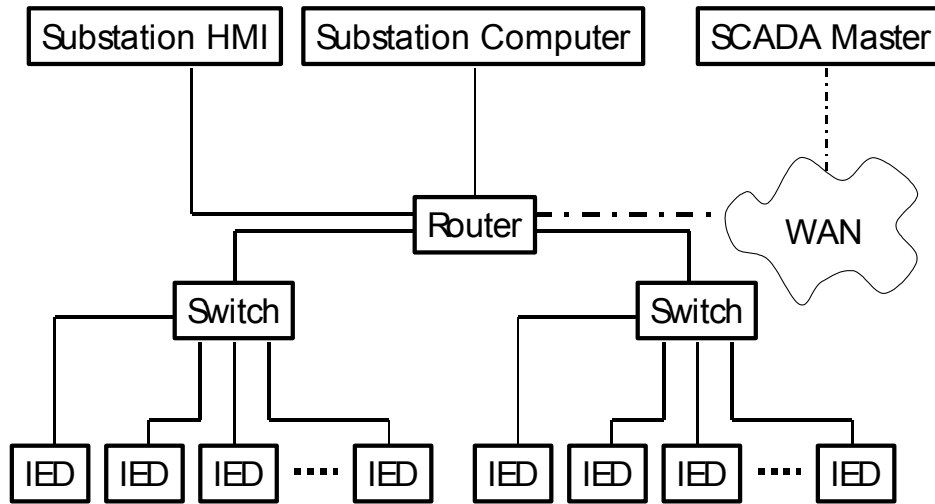 Substation HMI
Substation Computer
SCADA Master
Router
WAN
Switch
Switch
IED
IED
IED
IED
IED
IED
IED
IED